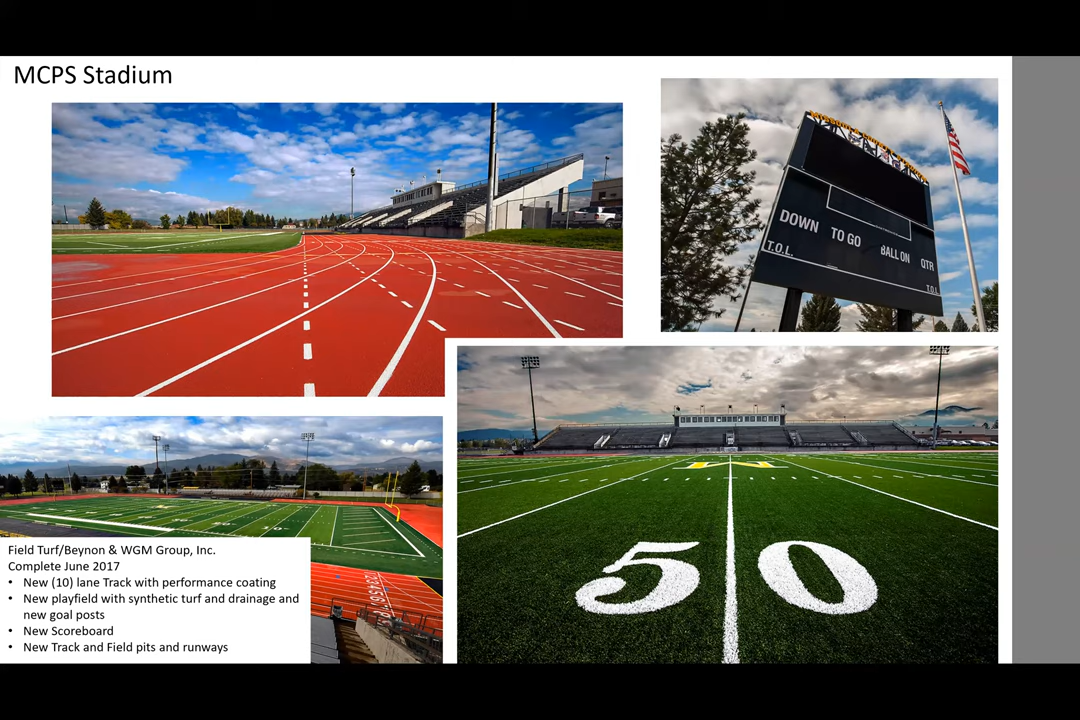 MCPS Stadium
DOWN TO GO BALL ON QTR
T.O.L. T.O.L.
M
5 0
Field Turf/Beynon & WGM Group, Inc.
Complete June 2017
• New (10) lane Track with performance coating
• New playfield with synthetic turf and drainage and
new goal posts
• New Scoreboard
• New Track and Field pits and runways